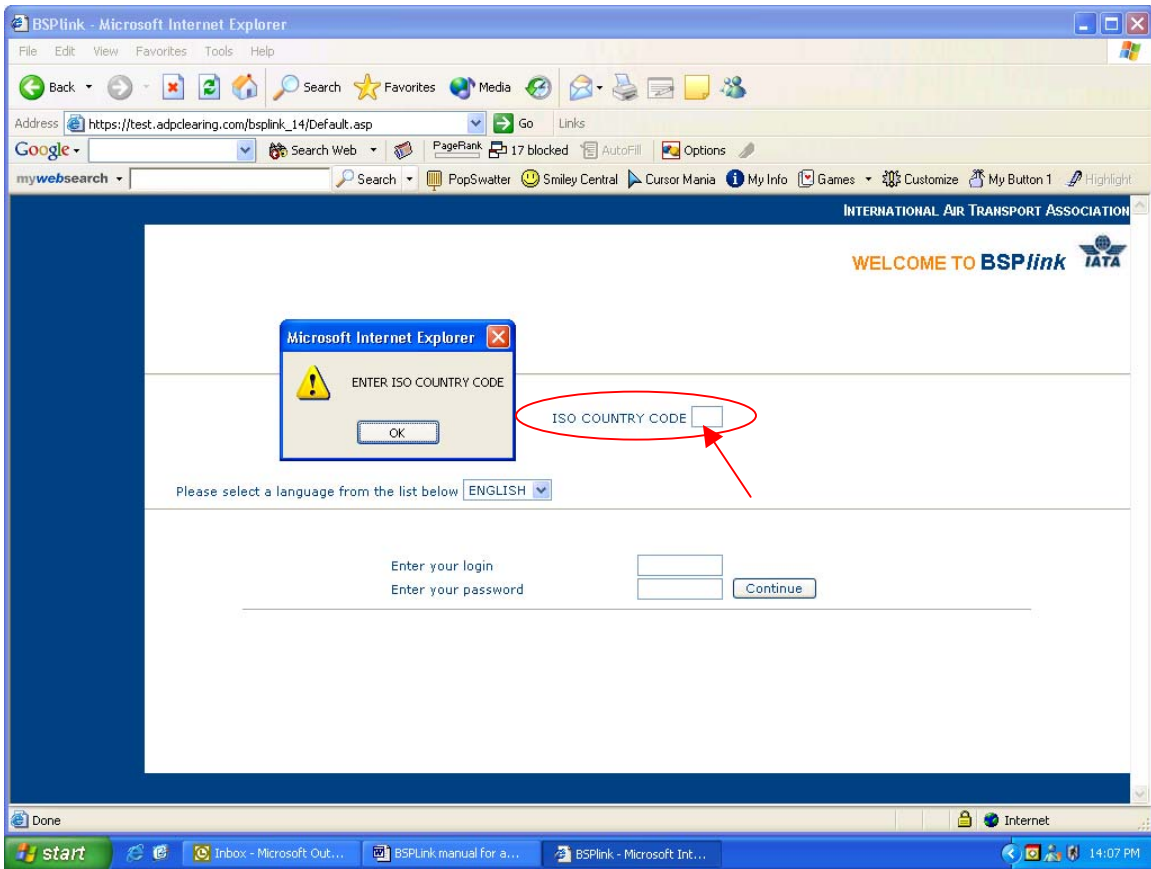 BSPlink - Microsoft Internet Explorer
File Edit View Favorites Tools Help
Back Search Favorites Media
Address https://test.adpclearing.com/bsplink_14/Default.asp Go Links
Google Search Web PageRank 17 blocked AutoFill Options
mywebsearch Search PopSwatter Smiley Central Cursor Mania My Info Games Customize My Button 1 Highlight
INTERNATIONAL AIR TRANSPORT ASSOCIATION
WELCOME TO BSPlink IATA
Microsoft Internet Explorer
ENTER ISO COUNTRY CODE
OK
ISO COUNTRY CODE
Please select a language from the list below ENGLISH
Enter your login
Enter your password Continue
Done Internet
start Inbox - Microsoft Out... BSPLink manual for a... BSPlink - Microsoft Int... 14:07 PM